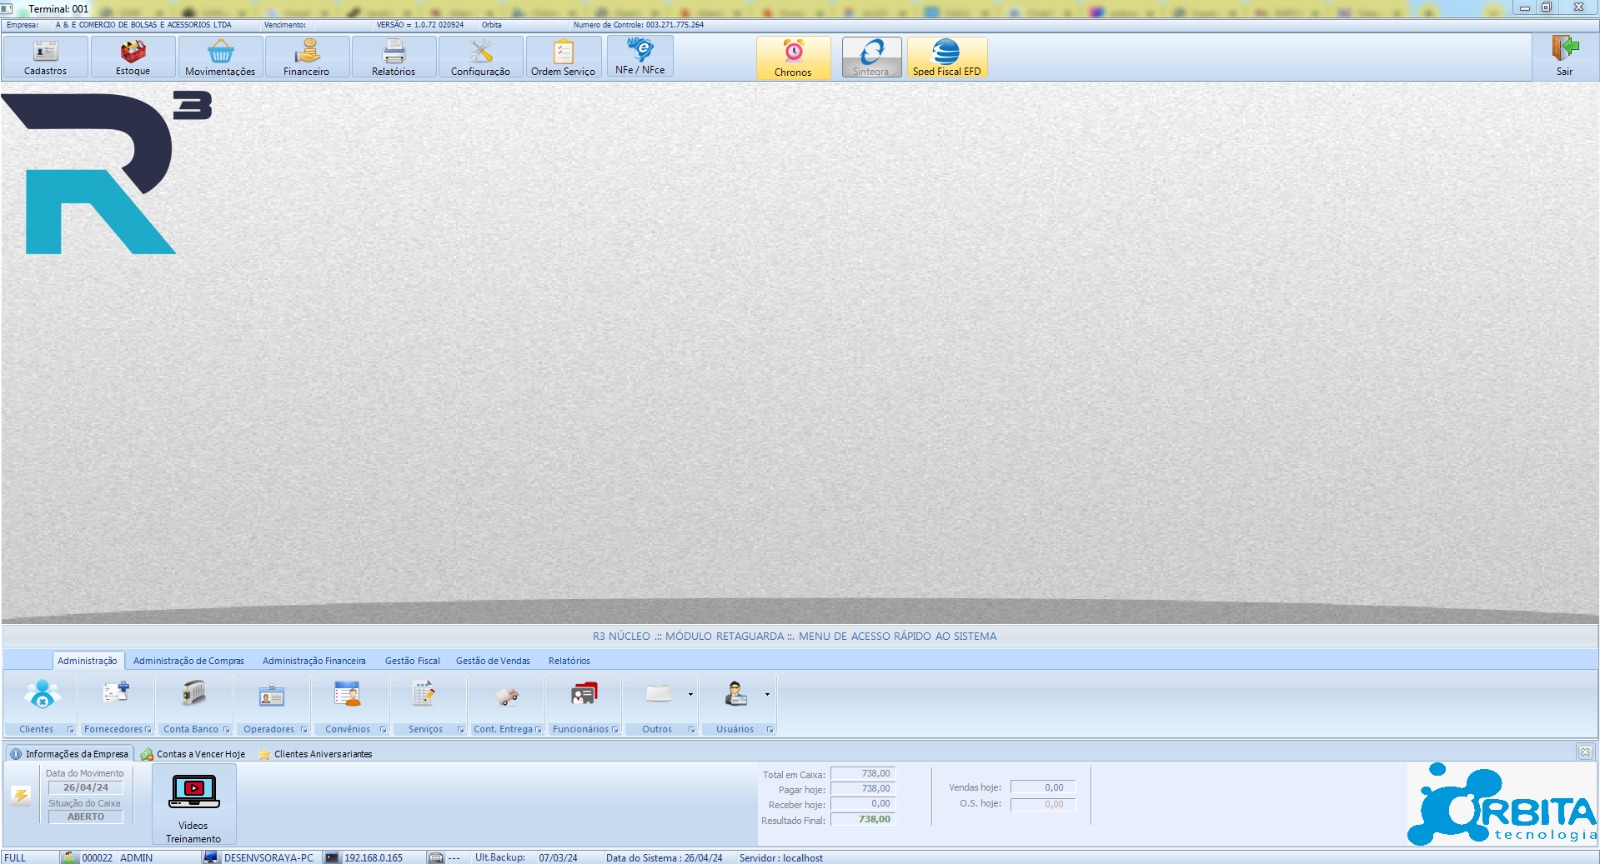 Terminal: 001
Empresa: A & E COMERCIO DE BOLSAS E ACESSORIOS LTDA Vencimento: VERSÃO = 1.0.72 020924 Orbita Numero de Controle: 003.271.775.264
Cadastros Estoque Movimentações Financeiro Relatórios Configuração Ordem Serviço NFe / NFce Chronos Sintegra Sped Fiscal EFD Sair
R3
R3 NÚCLEO .:: MÓDULO RETAGUARDA ::. MENU DE ACESSO RÁPIDO AO SISTEMA
Administração Administração de Compras Administração Financeira Gestão Fiscal Gestão de Vendas Relatórios
Clientes Fornecedores Conta Banco Operadores Convênios Serviços Cont. Entrega Funcionários Outros Usuários
Informações da Empresa Contas a Vencer Hoje Clientes Aniversariantes
Data do Movimento
26/04/24
Situação do Caixa
ABERTO
Videos
Treinamento
Total em Caixa: 738,00
Pagar hoje: 738,00
Receber hoje: 0,00
Resultado Final: 738,00
Vendas hoje: 0,00
O.S. hoje: 0,00
ORBITA
tecnologia
FULL 000022 ADMIN DESENVSORAYA-PC 192.168.0.165 --- Ult.Backup: 07/03/24 Data do Sistema : 26/04/24 Servidor : localhost